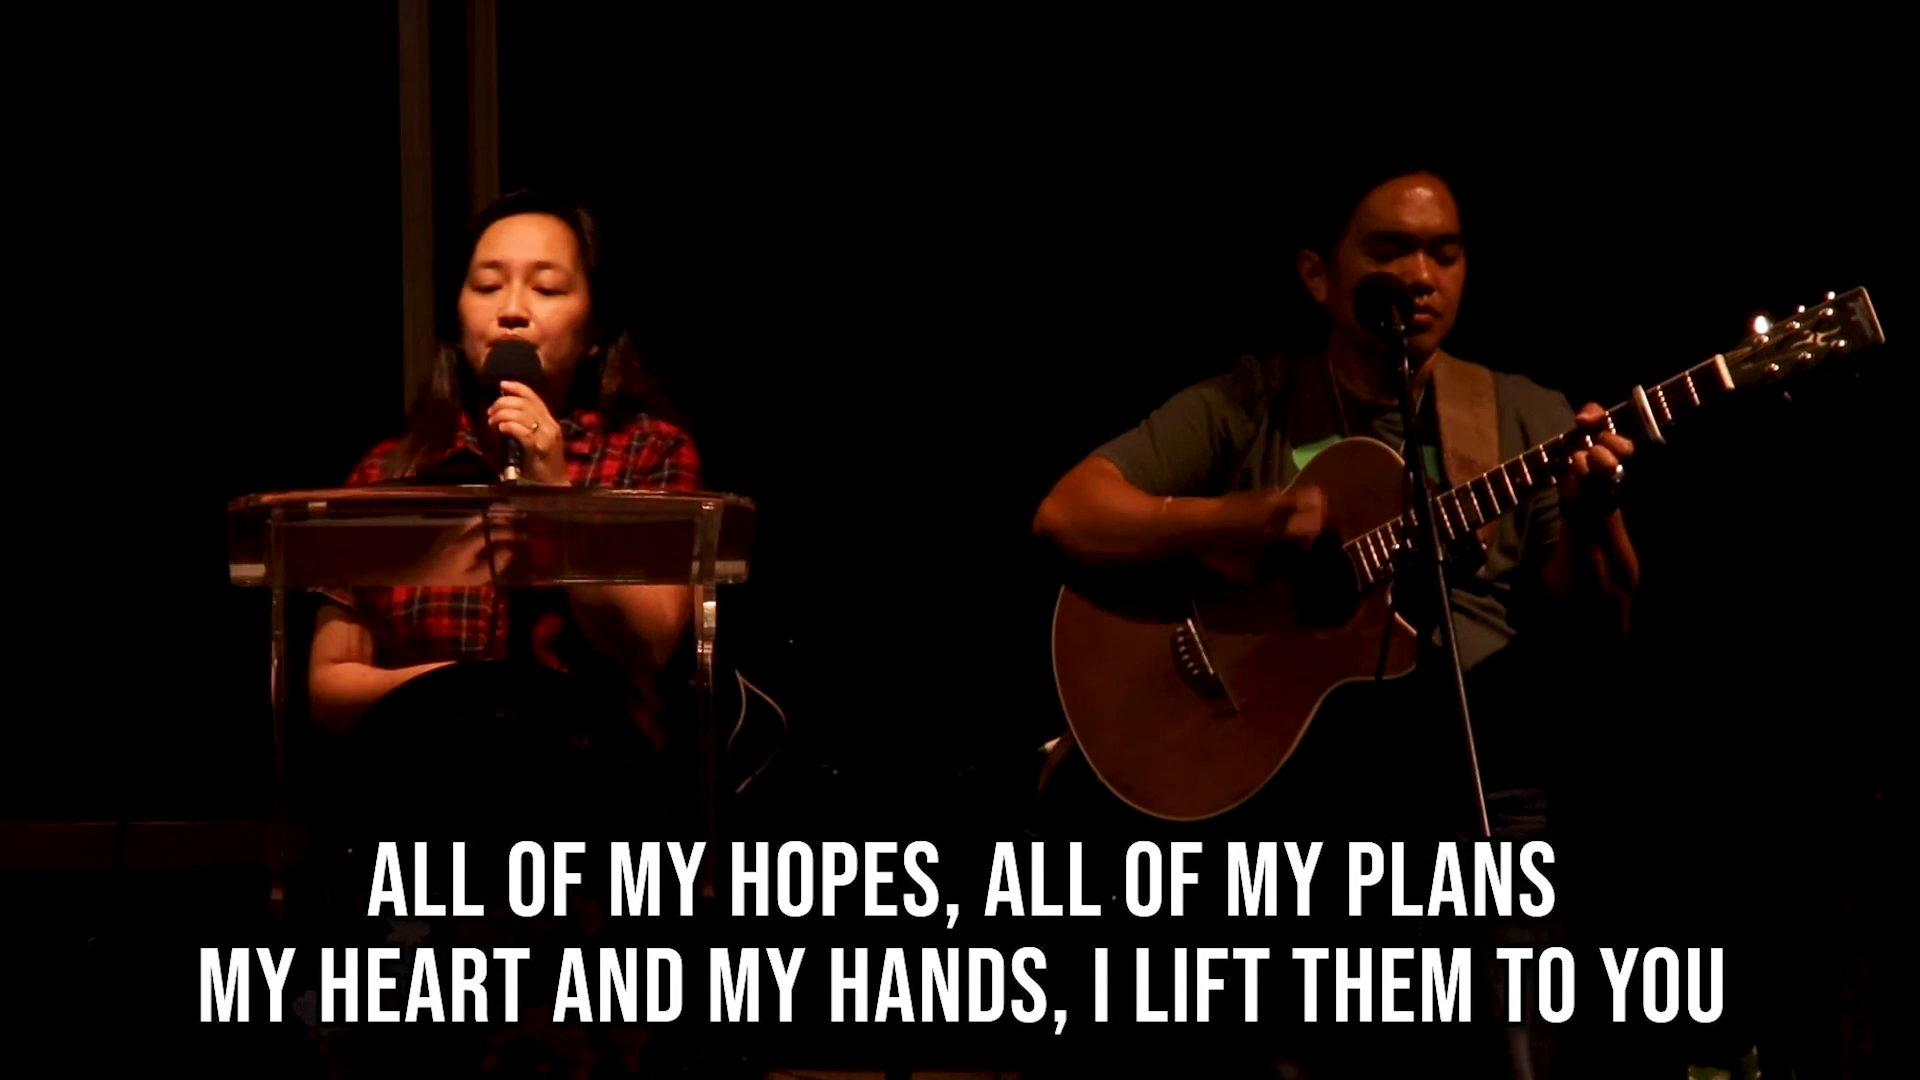 ALL OF MY HOPES, ALL OF MY PLANS
MY HEART AND MY HANDS, I LIFT THEM TO YOU